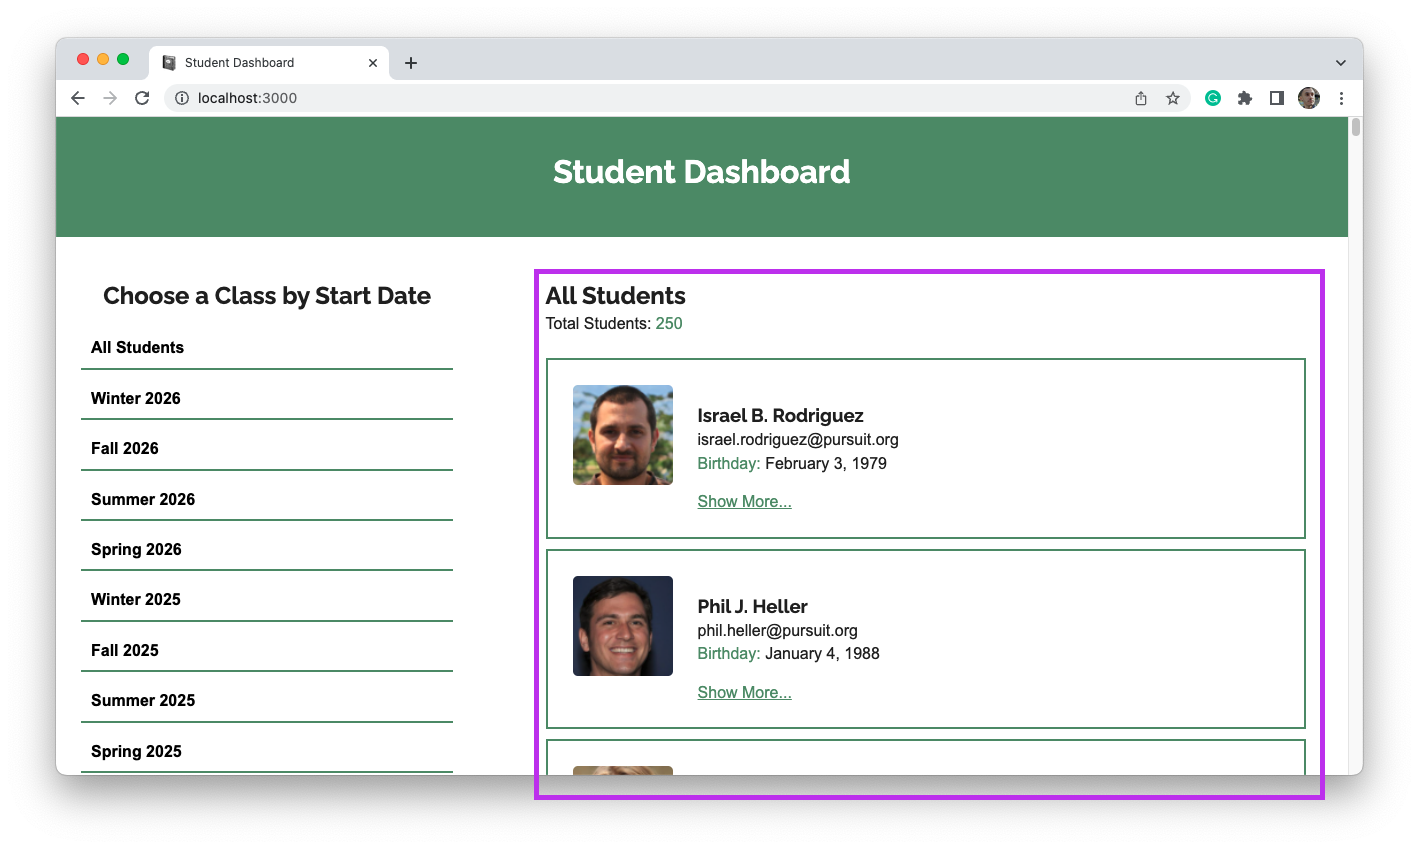 Student Dashboard
localhost:3000
Student Dashboard
Choose a Class by Start Date
All Students
Winter 2026
Fall 2026
Summer 2026
Spring 2026
Winter 2025
Fall 2025
Summer 2025
Spring 2025
All Students
Total Students: 250
Israel B. Rodriguez
israel.rodriguez@pursuit.org
Birthday: February 3, 1979
Show More...
Phil J. Heller
phil.heller@pursuit.org
Birthday: January 4, 1988
Show More...